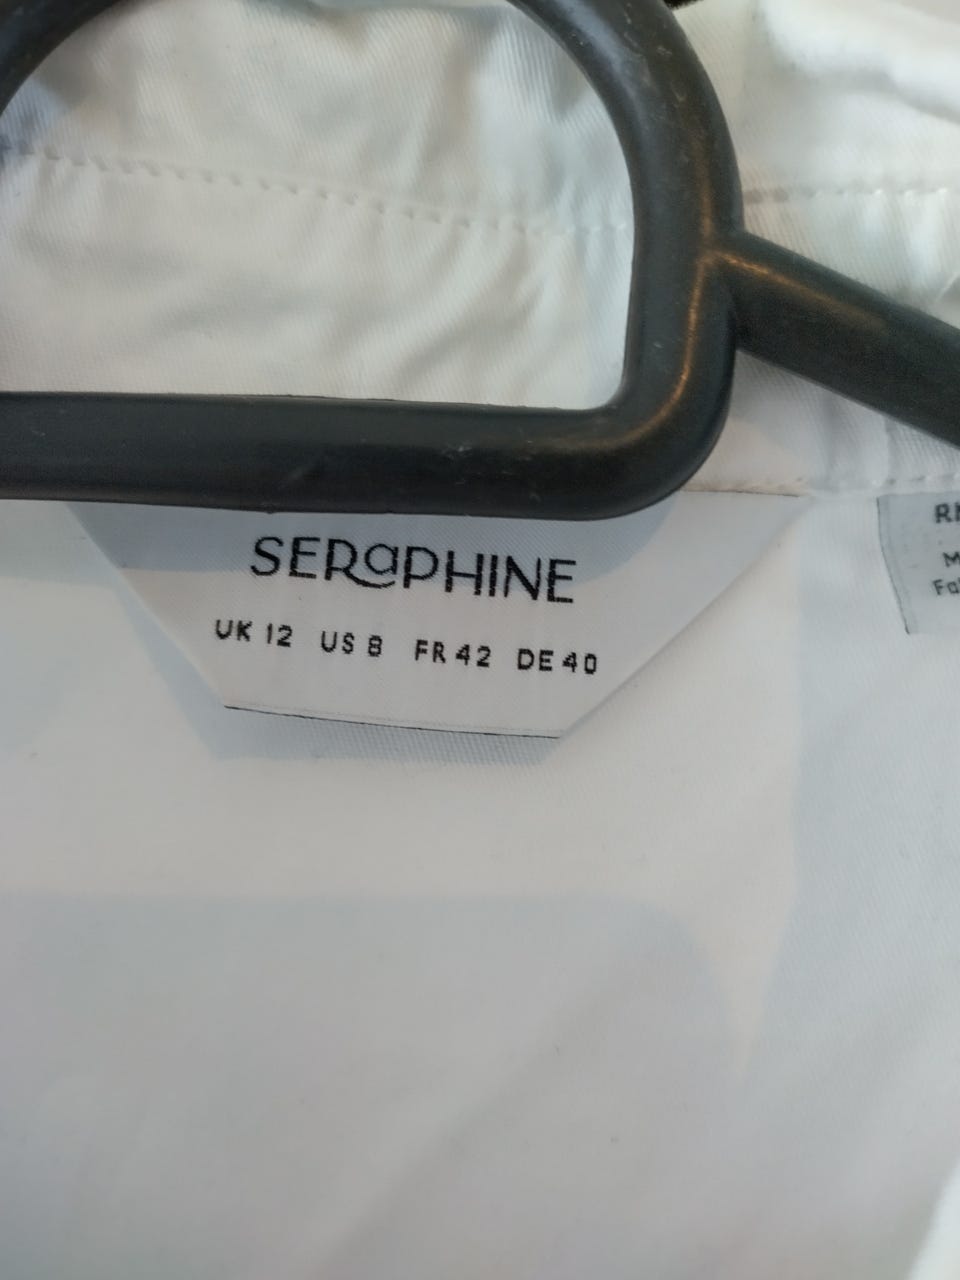 SERaPHINE
UK 12 US 8 FR 42 DE 40